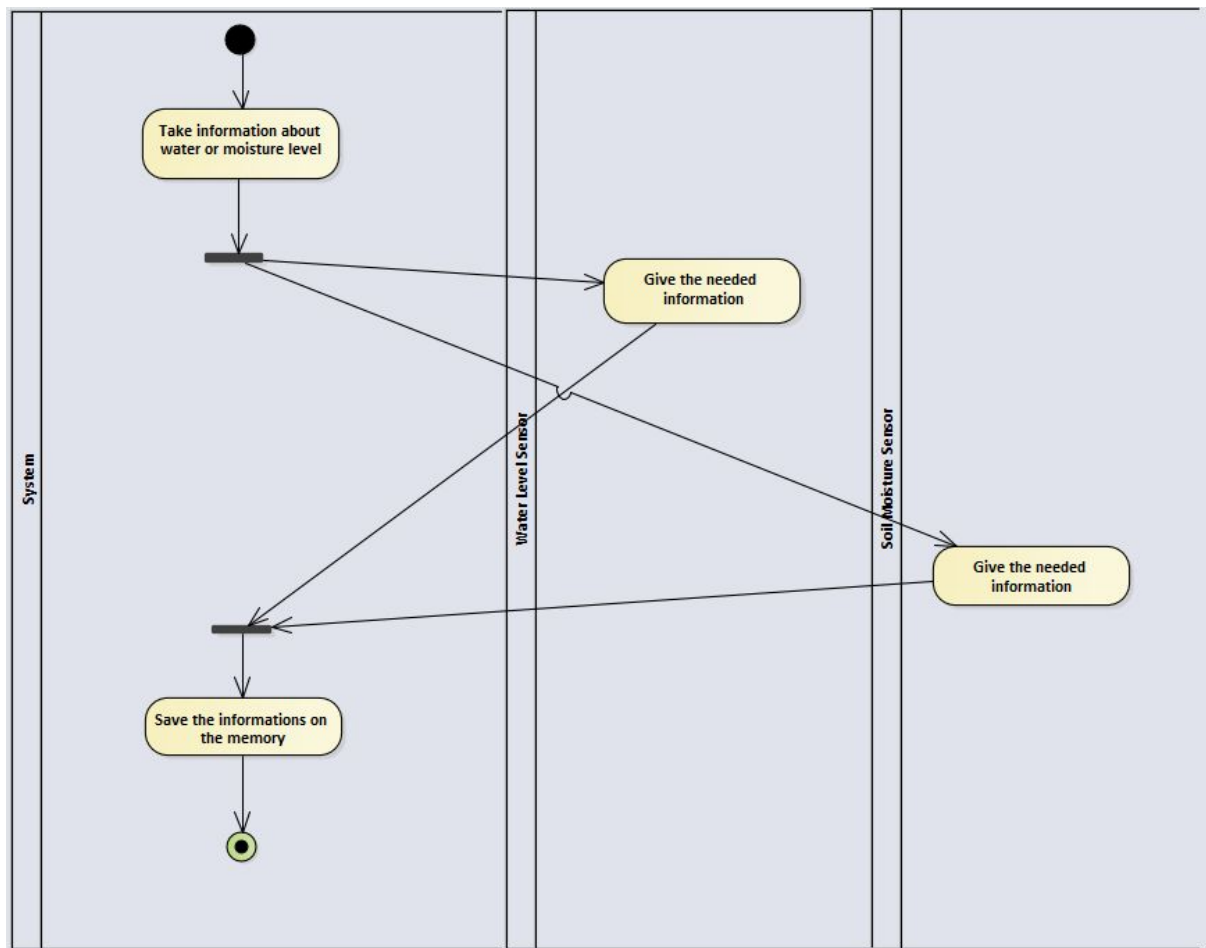 System
Take information about
water or moisture level
Save the informations on
the memory
Water Level Sensor
Give the needed
information
Soil Moisture Sensor
Give the needed
information